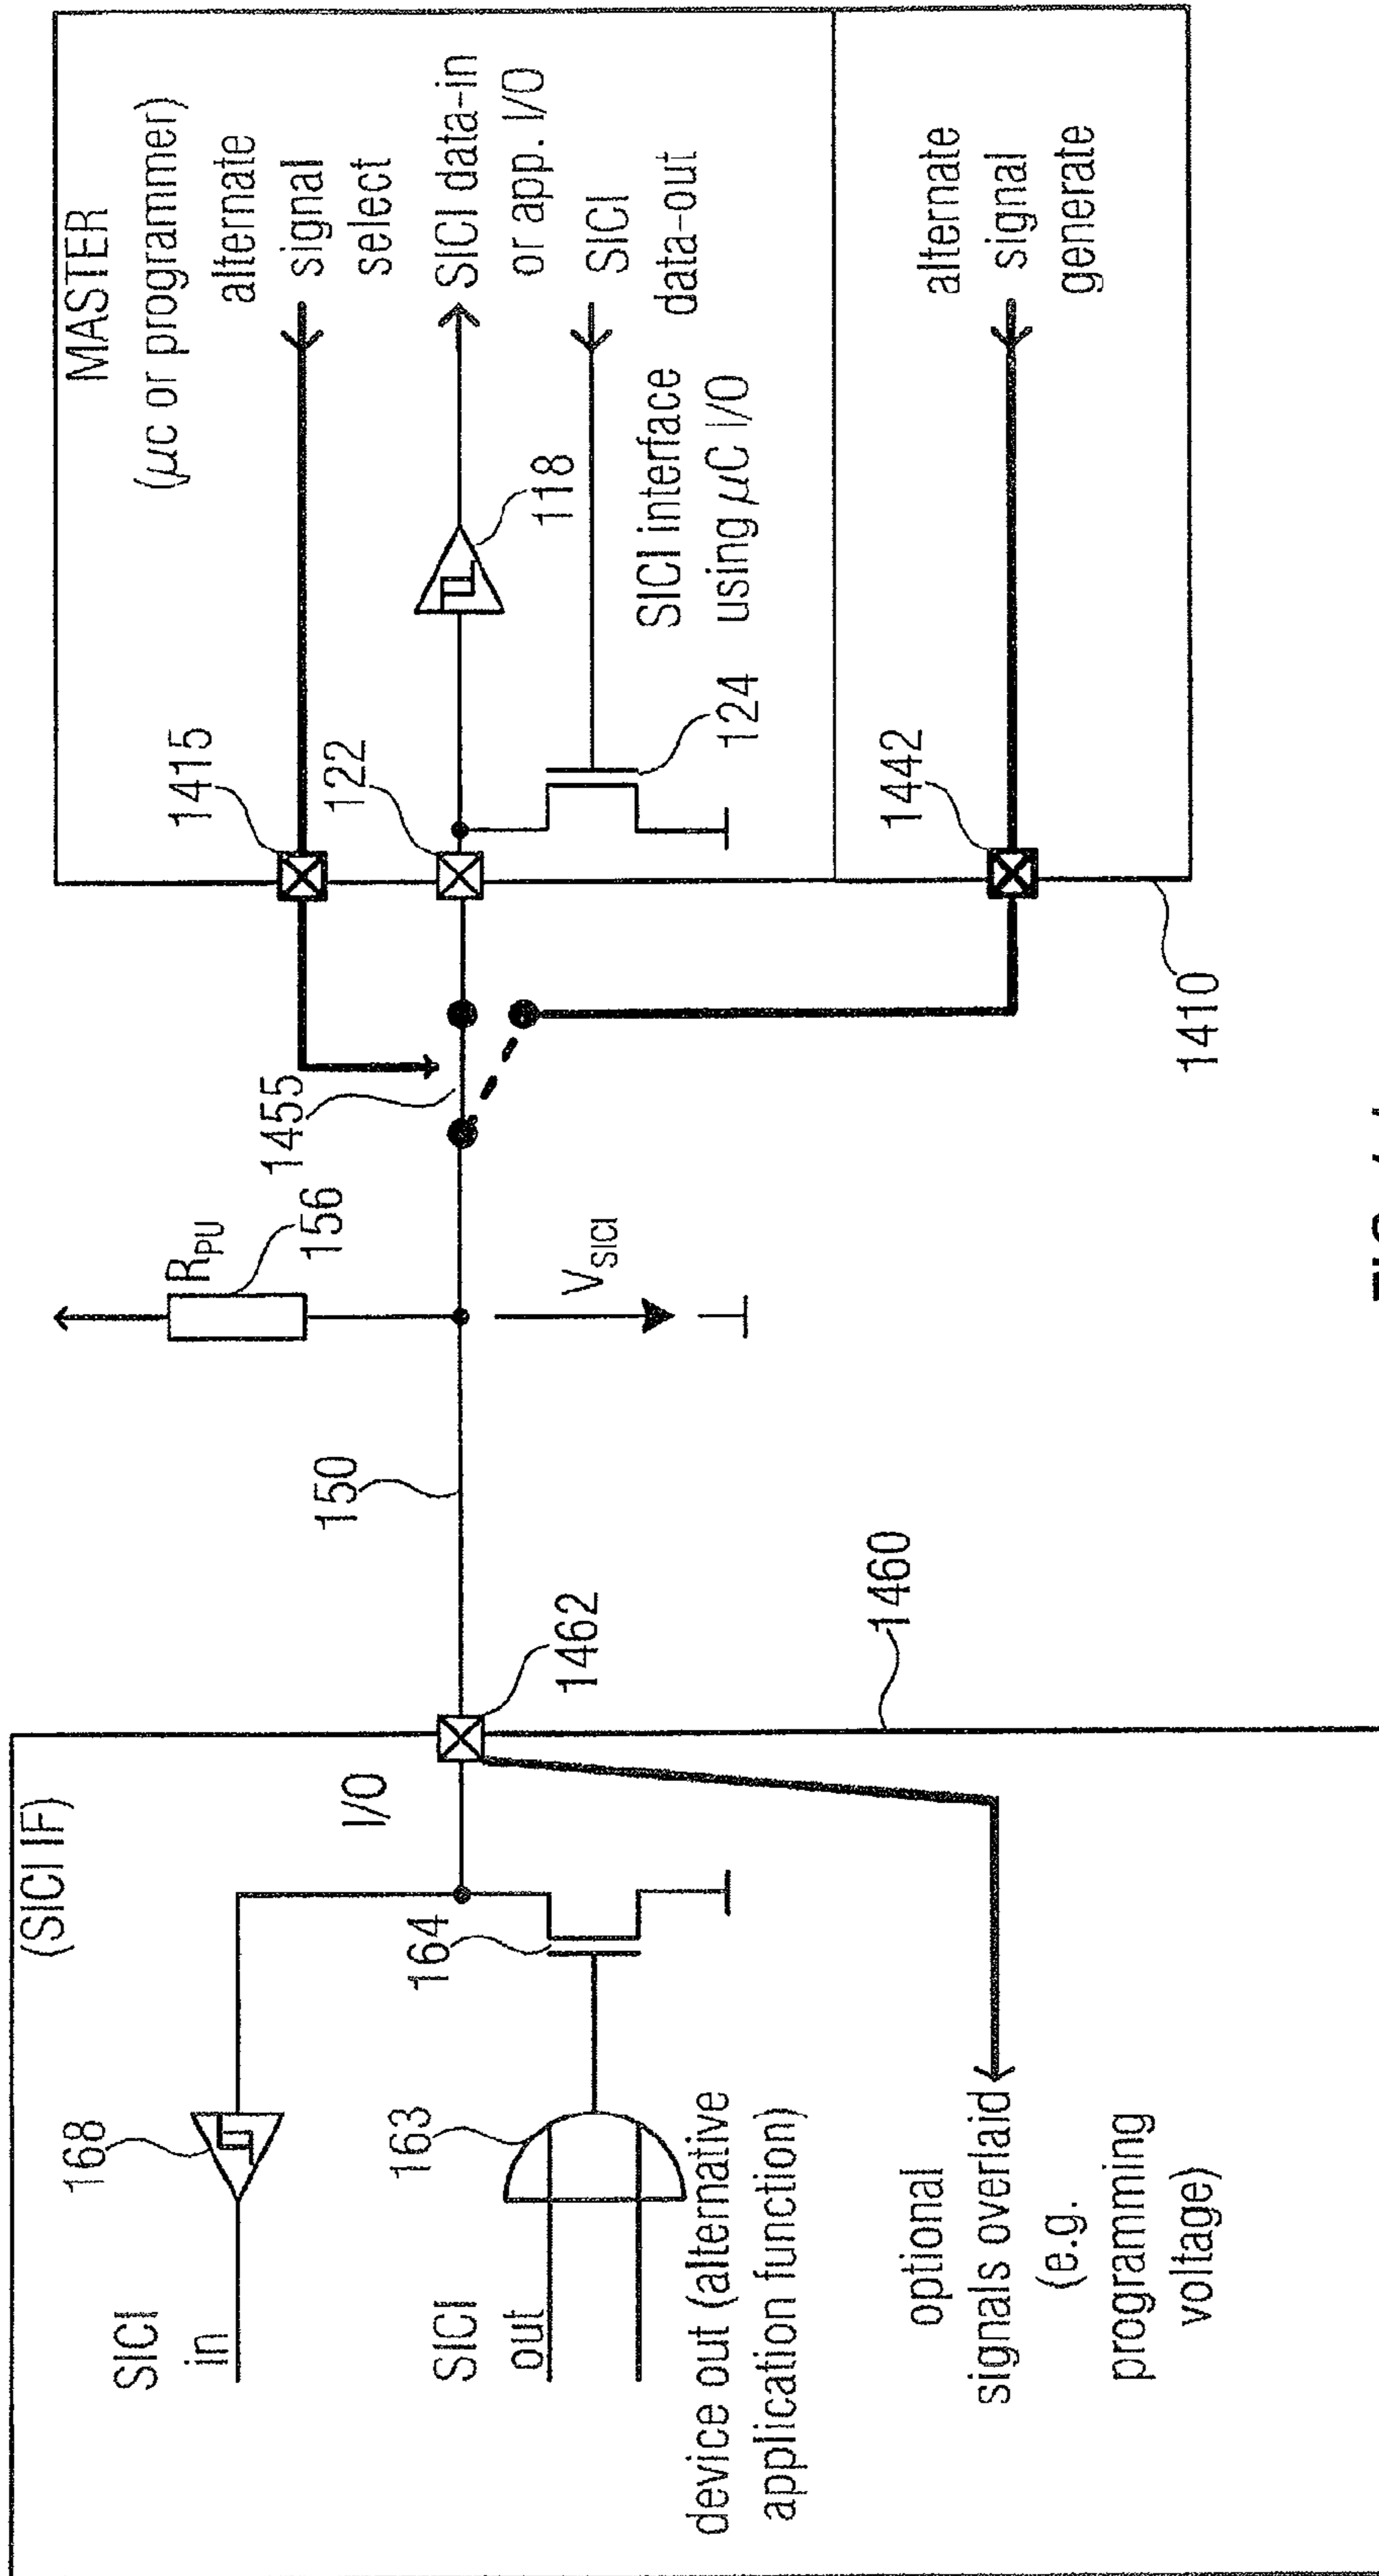 (SICI IF)
SICI
in
168
SICI
out
163
164
I/O
device out (alternative
application function)
optional
signals overlaid
(e.g.
programming
voltage)
1462
1460
150
RPU
156
VSICI
1455
1415
122
1442
1410
MASTER
(μc or programmer)
alternate
signal
select
SICI data-in
or app. I/O
118
SICI
data-out
SICI interface
using μC I/O
124
alternate
signal
generate